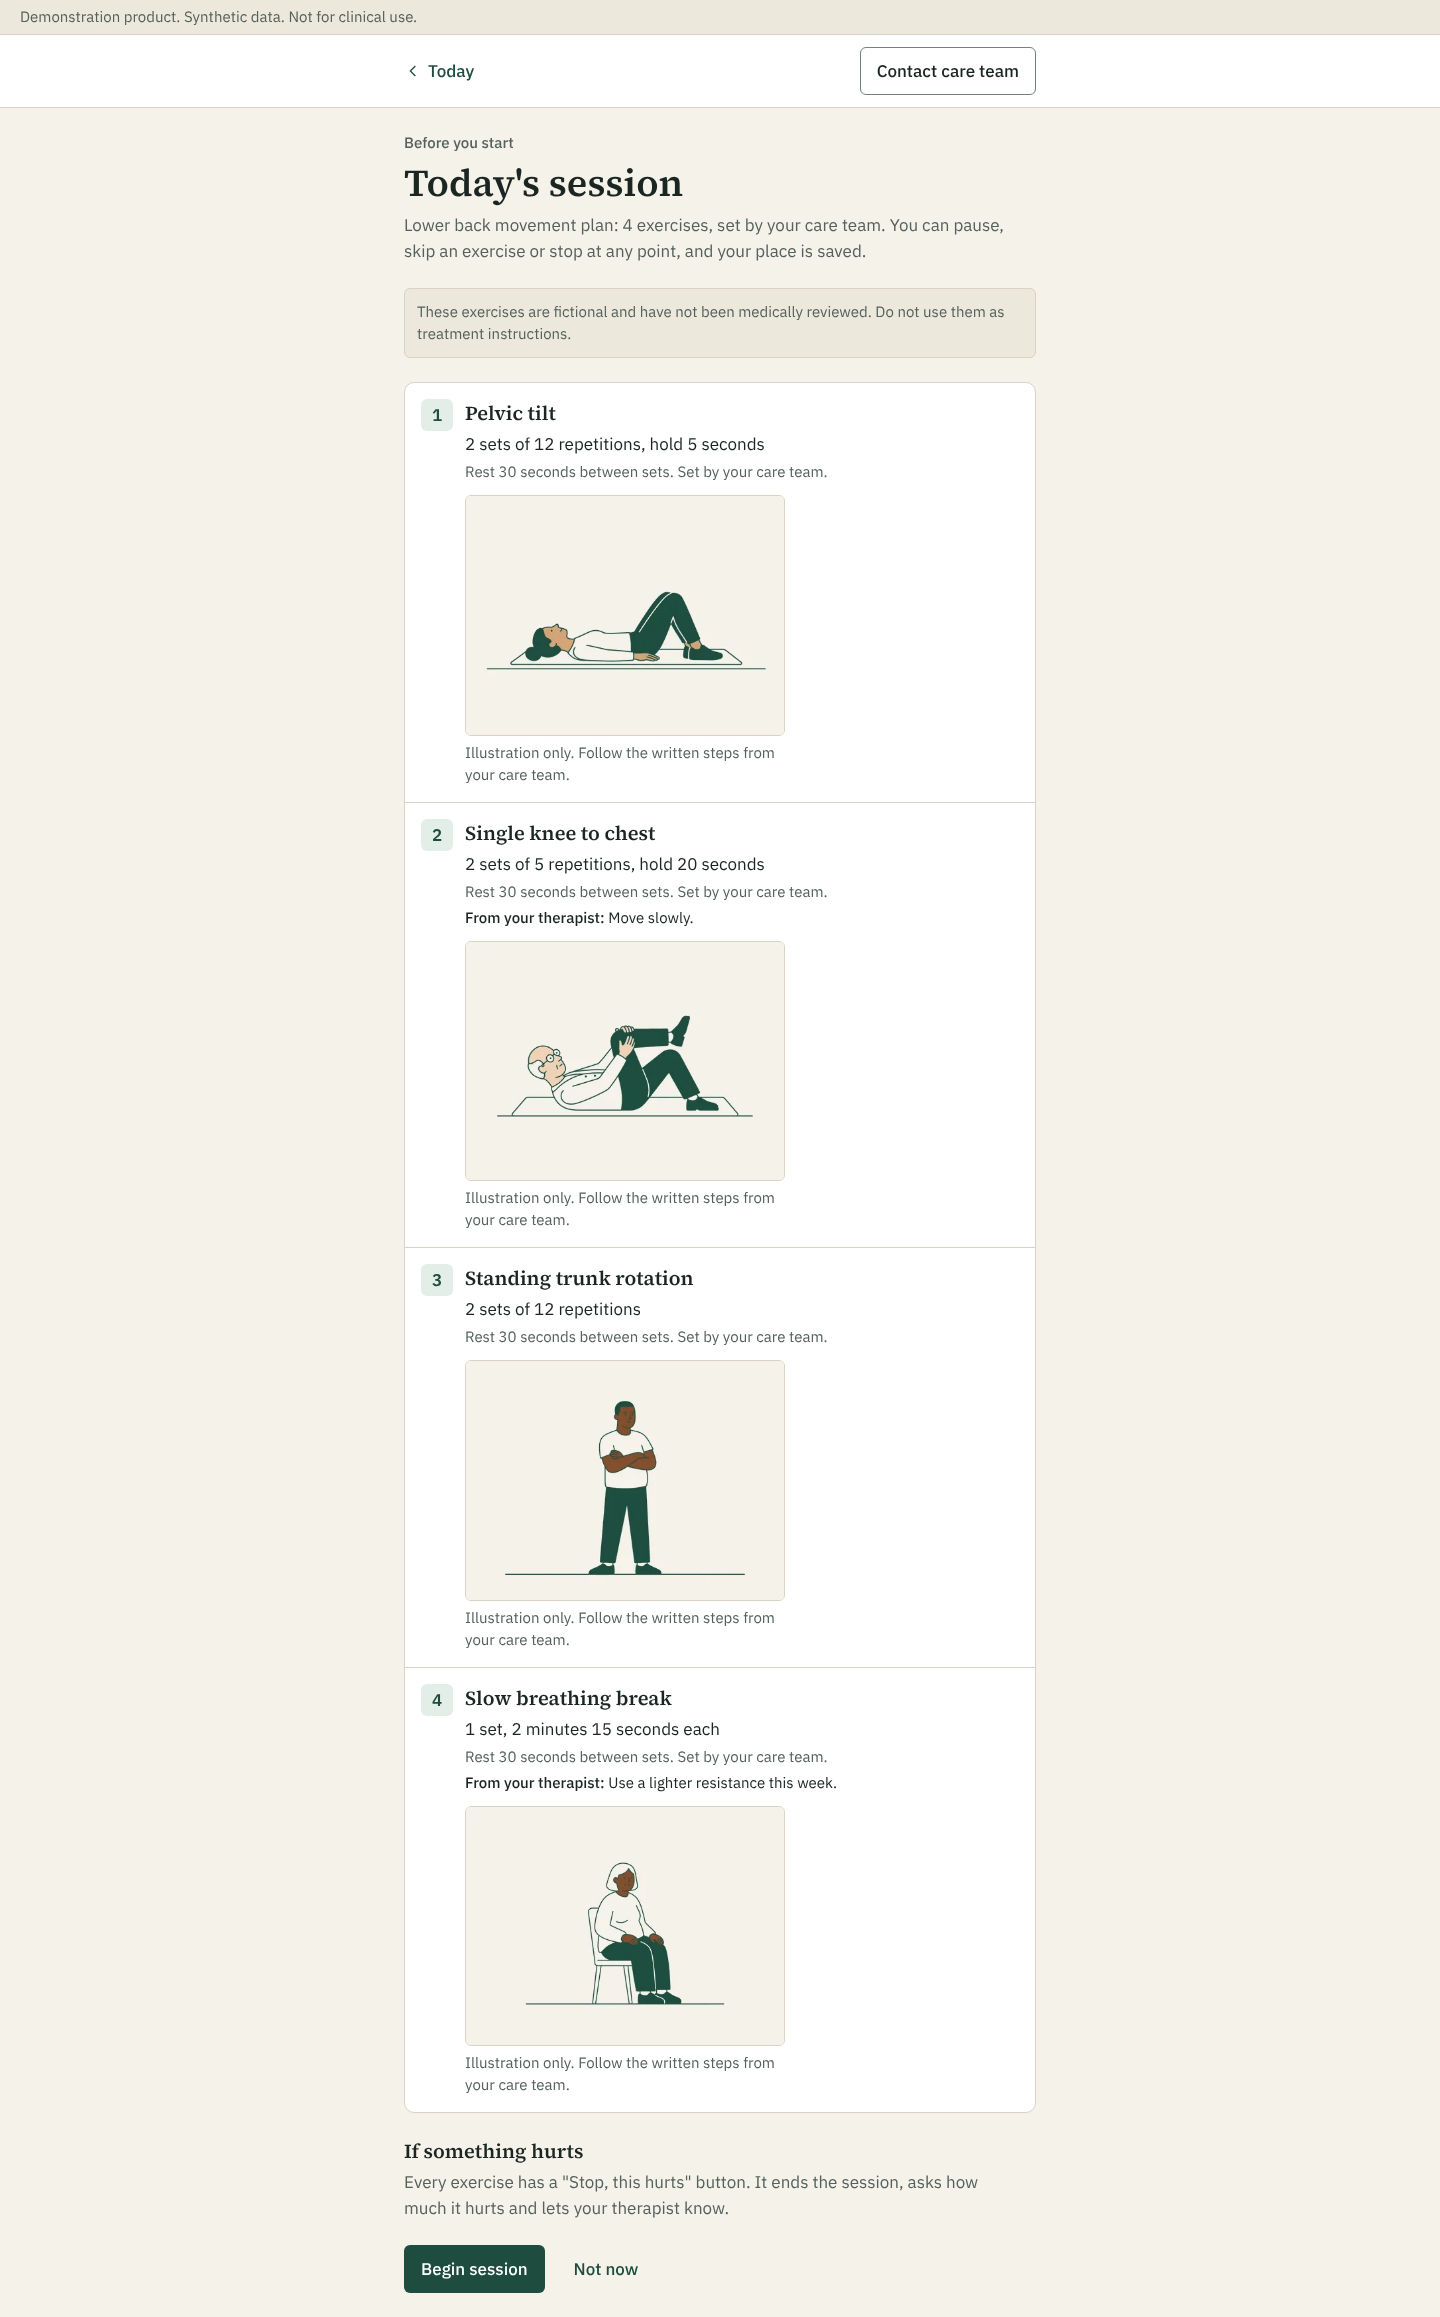 Demonstration product. Synthetic data. Not for clinical use.
Today
Contact care team
Before you start
Today's session
Lower back movement plan: 4 exercises, set by your care team. You can pause,
skip an exercise or stop at any point, and your place is saved.
These exercises are fictional and have not been medically reviewed. Do not use them as
treatment instructions.
1
Pelvic tilt
2 sets of 12 repetitions, hold 5 seconds
Rest 30 seconds between sets. Set by your care team.
Illustration only. Follow the written steps from
your care team.
2
Single knee to chest
2 sets of 5 repetitions, hold 20 seconds
Rest 30 seconds between sets. Set by your care team.
From your therapist: Move slowly.
Illustration only. Follow the written steps from
your care team.
3
Standing trunk rotation
2 sets of 12 repetitions
Rest 30 seconds between sets. Set by your care team.
Illustration only. Follow the written steps from
your care team.
4
Slow breathing break
1 set, 2 minutes 15 seconds each
Rest 30 seconds between sets. Set by your care team.
From your therapist: Use a lighter resistance this week.
Illustration only. Follow the written steps from
your care team.
If something hurts
Every exercise has a "Stop, this hurts" button. It ends the session, asks how
much it hurts and lets your therapist know.
Begin session
Not now